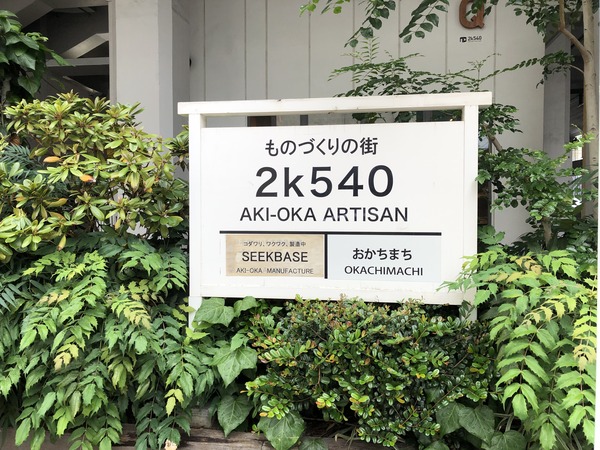 2k540
ものづくりの街
2k540
AKI-OKA ARTISAN
コダワリ、ワクワク、製造中
SEEKBASE
AKI-OKA MANUFACTURE
おかちまち
OKACHIMACHI